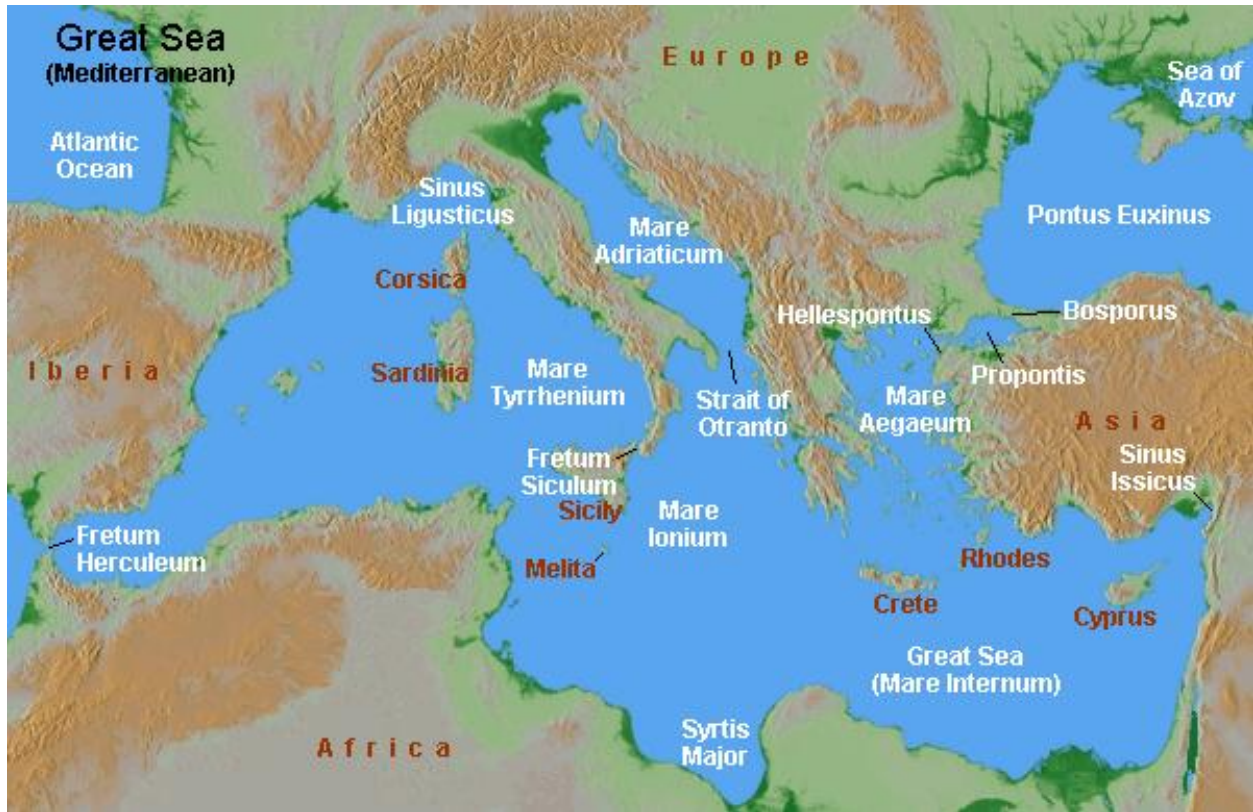 Great Sea
(Mediterranean)
Europe
Sea of
Azov
Atlantic
Ocean
Sinus
Ligusticus
Pontus Euxinus
Mare
Adriaticum
Corsica
Hellespontus
Bosporus
Iberia
Sardinia
Mare
Tyrrhenium
Propontis
Strait of
Otranto
Mare
Aegaeum
Asia
Fretum
Siculum
Sinus
Issicus
Sicily
Mare
Ionium
Fretum
Herculeum
Melita
Rhodes
Crete
Cyprus
Great Sea
(Mare Internum)
Africa
Syrtis
Major